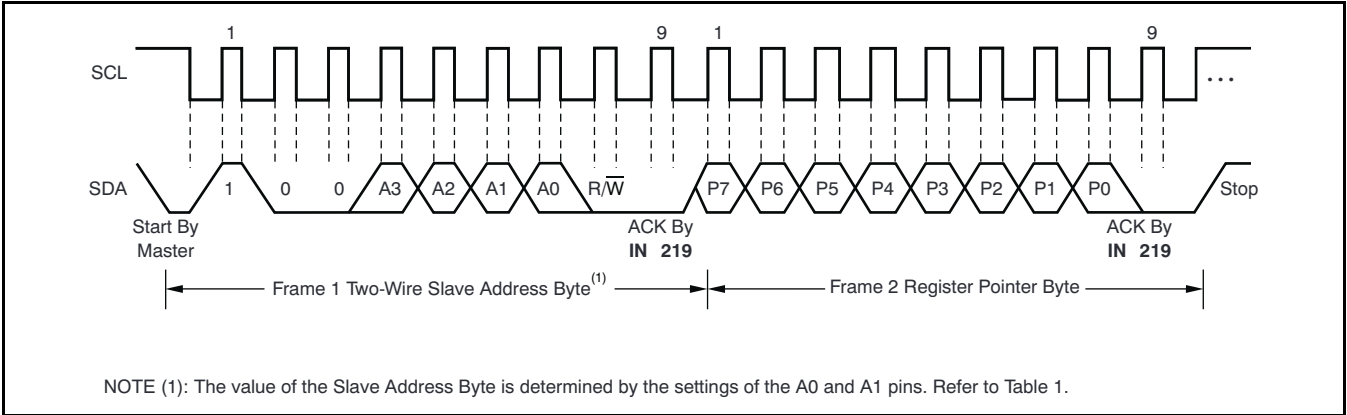 1 9 1 9
SCL
...
SDA 1 0 0 A3 A2 A1 A0 R/W̅ P7 P6 P5 P4 P3 P2 P1 P0 Stop
Start By ACK By ACK By
Master IN 219 IN 219
Frame 1 Two-Wire Slave Address Byte(1) Frame 2 Register Pointer Byte
NOTE (1): The value of the Slave Address Byte is determined by the settings of the A0 and A1 pins. Refer to Table 1.